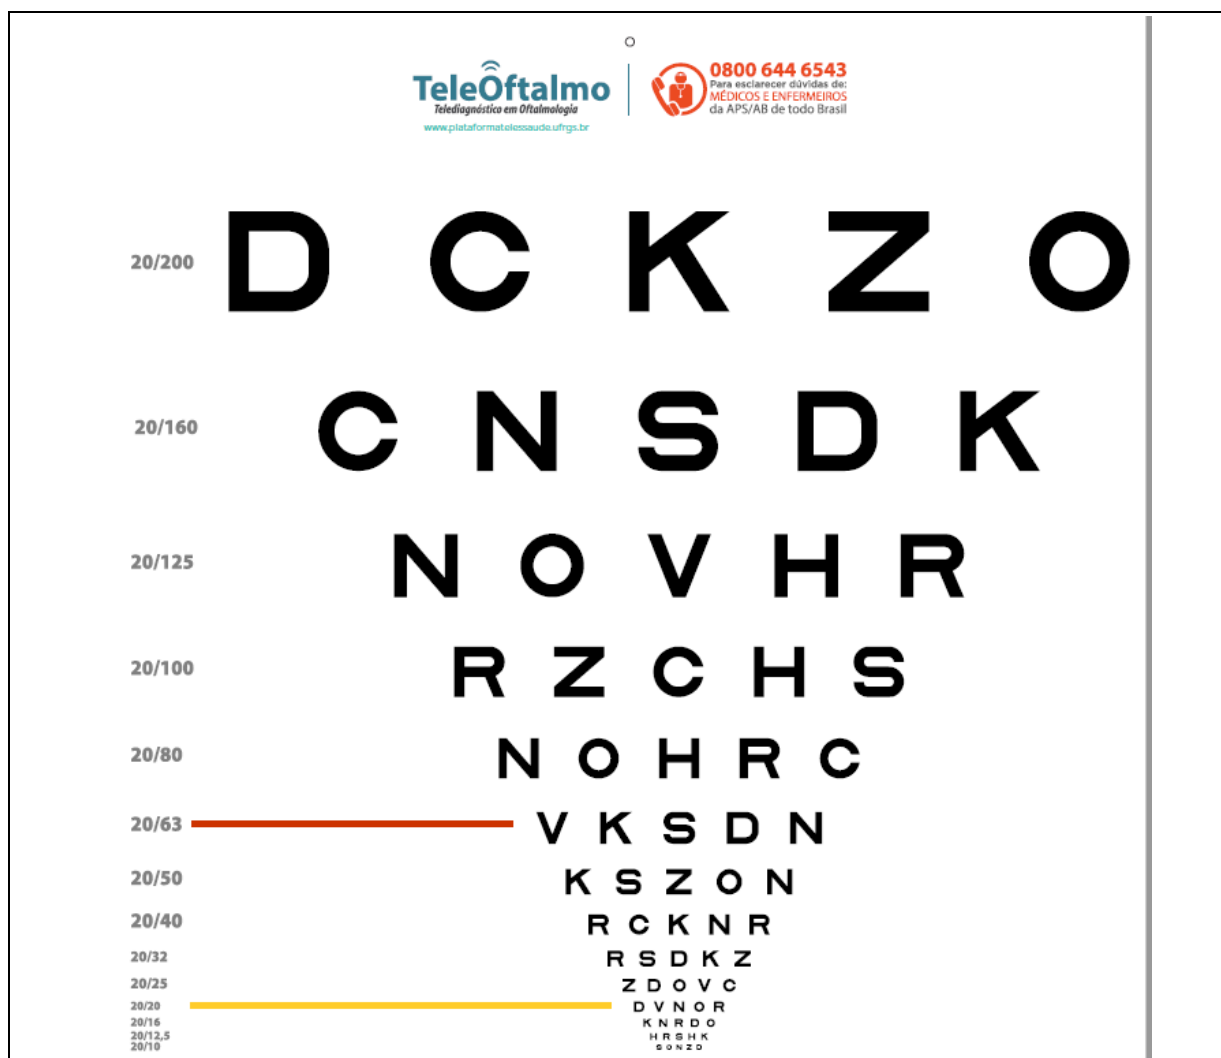 TeleOftalmo
Telediagnóstico em Oftalmologia
www.plataformatelessaude.ufrgs.br
0800 644 6543
Para esclarecer dúvidas de:
MÉDICOS E ENFERMEIROS
da APS/AB de todo Brasil
20/200 D C K Z O
20/160 C N S D K
20/125 N O V H R
20/100 R Z C H S
20/80 N O H R C
20/63 V K S D N
20/50 K S Z O N
20/40 R C K N R
20/32 R S D K Z
20/25 Z D O V C
20/20 D V N O R
20/16 K N R D O
20/12,5 H R S H K
20/10 S O N Z D